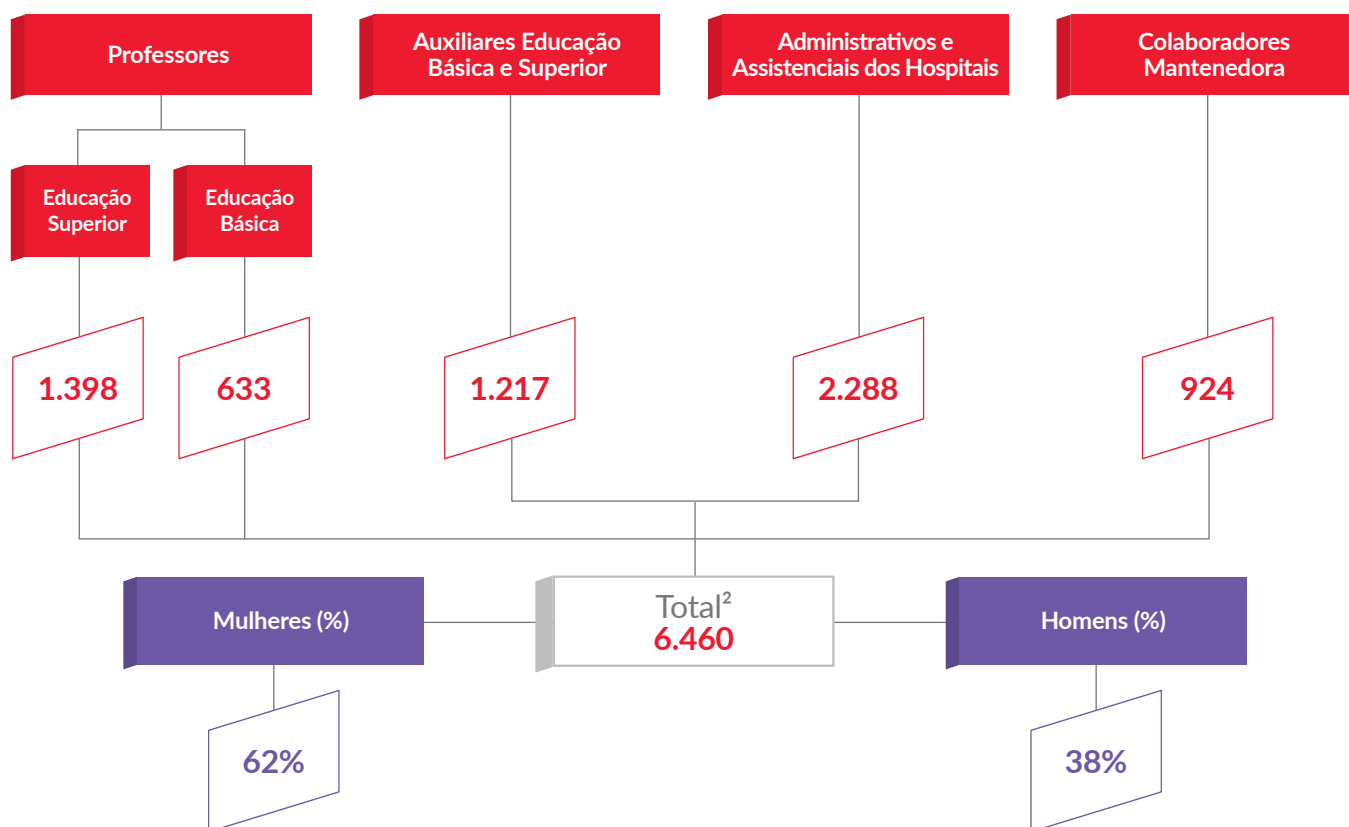 Professores
Auxiliares Educação
Básica e Superior
Administrativos e
Assistenciais dos Hospitais
Colaboradores
Mantenedora
Educação
Superior
Educação
Básica
1.398
633
1.217
2.288
924
Mulheres (%)
Total²
6.460
Homens (%)
62%
38%